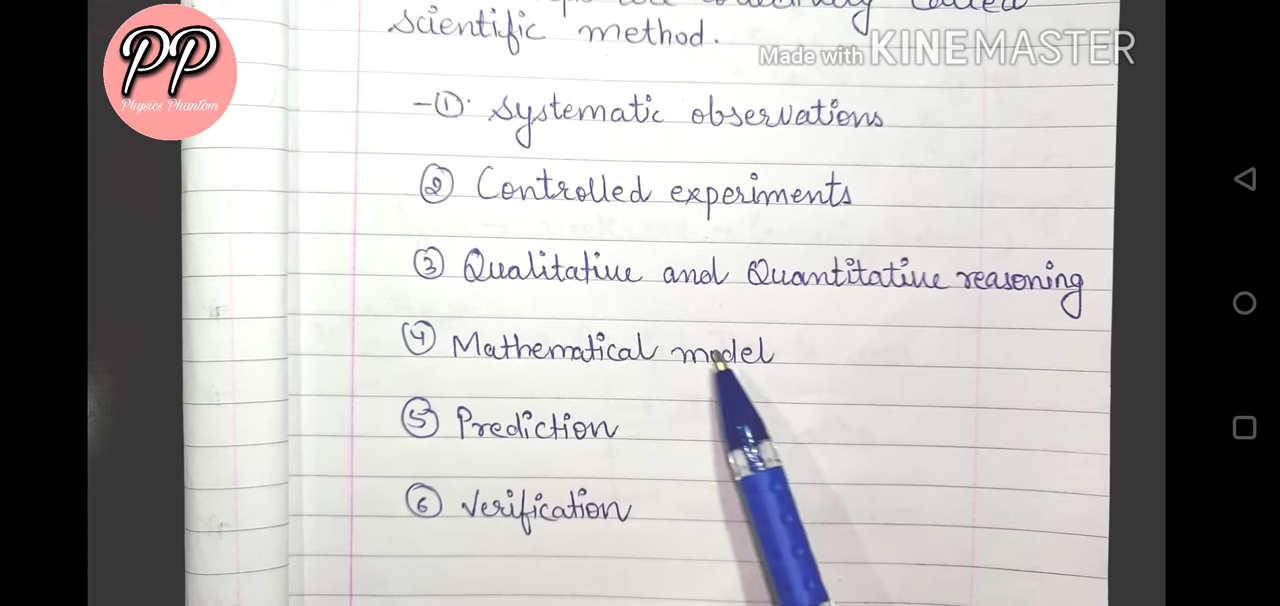 scientific method.
Made with KINEMASTER
PP
Physics Phantom
-① Systematic observations
② Controlled experiments
③ Qualitative and Quantitative reasoning
④ Mathematical model
⑤ Prediction
⑥ Verification